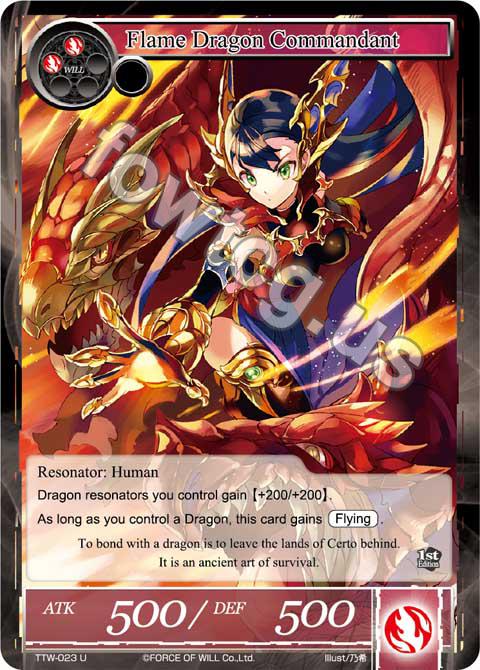 Flame Dragon Commandant
WILL
fowtcg.us
Resonator: Human
Dragon resonators you control gain【+200/+200】.
As long as you control a Dragon, this card gains Flying .
To bond with a dragon is to leave the lands of Certo behind.
It is an ancient art of survival.
1st
Edition
ATK 500 / DEF 500
TTW-023 U ©FORCE OF WILL Co.,Ltd. Illust/乃希